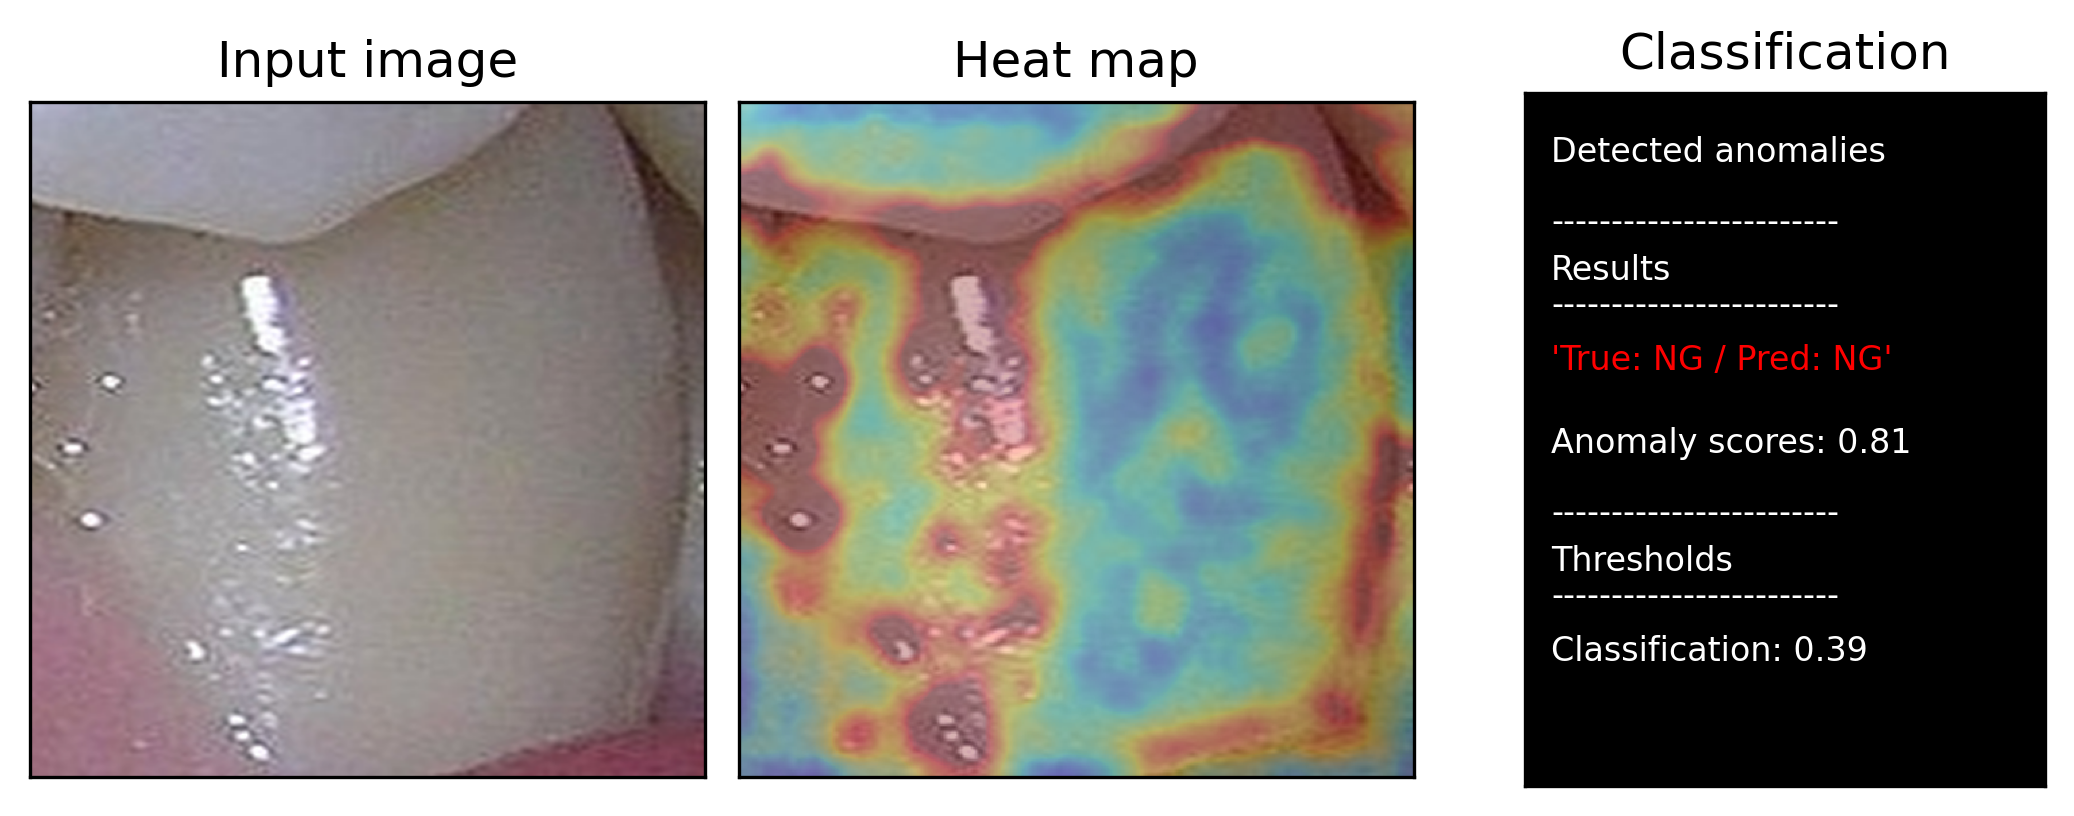 Input image
Heat map
Classification
Detected anomalies
------------------------
Results
------------------------
'True: NG / Pred: NG'
Anomaly scores: 0.81
------------------------
Thresholds
------------------------
Classification: 0.39